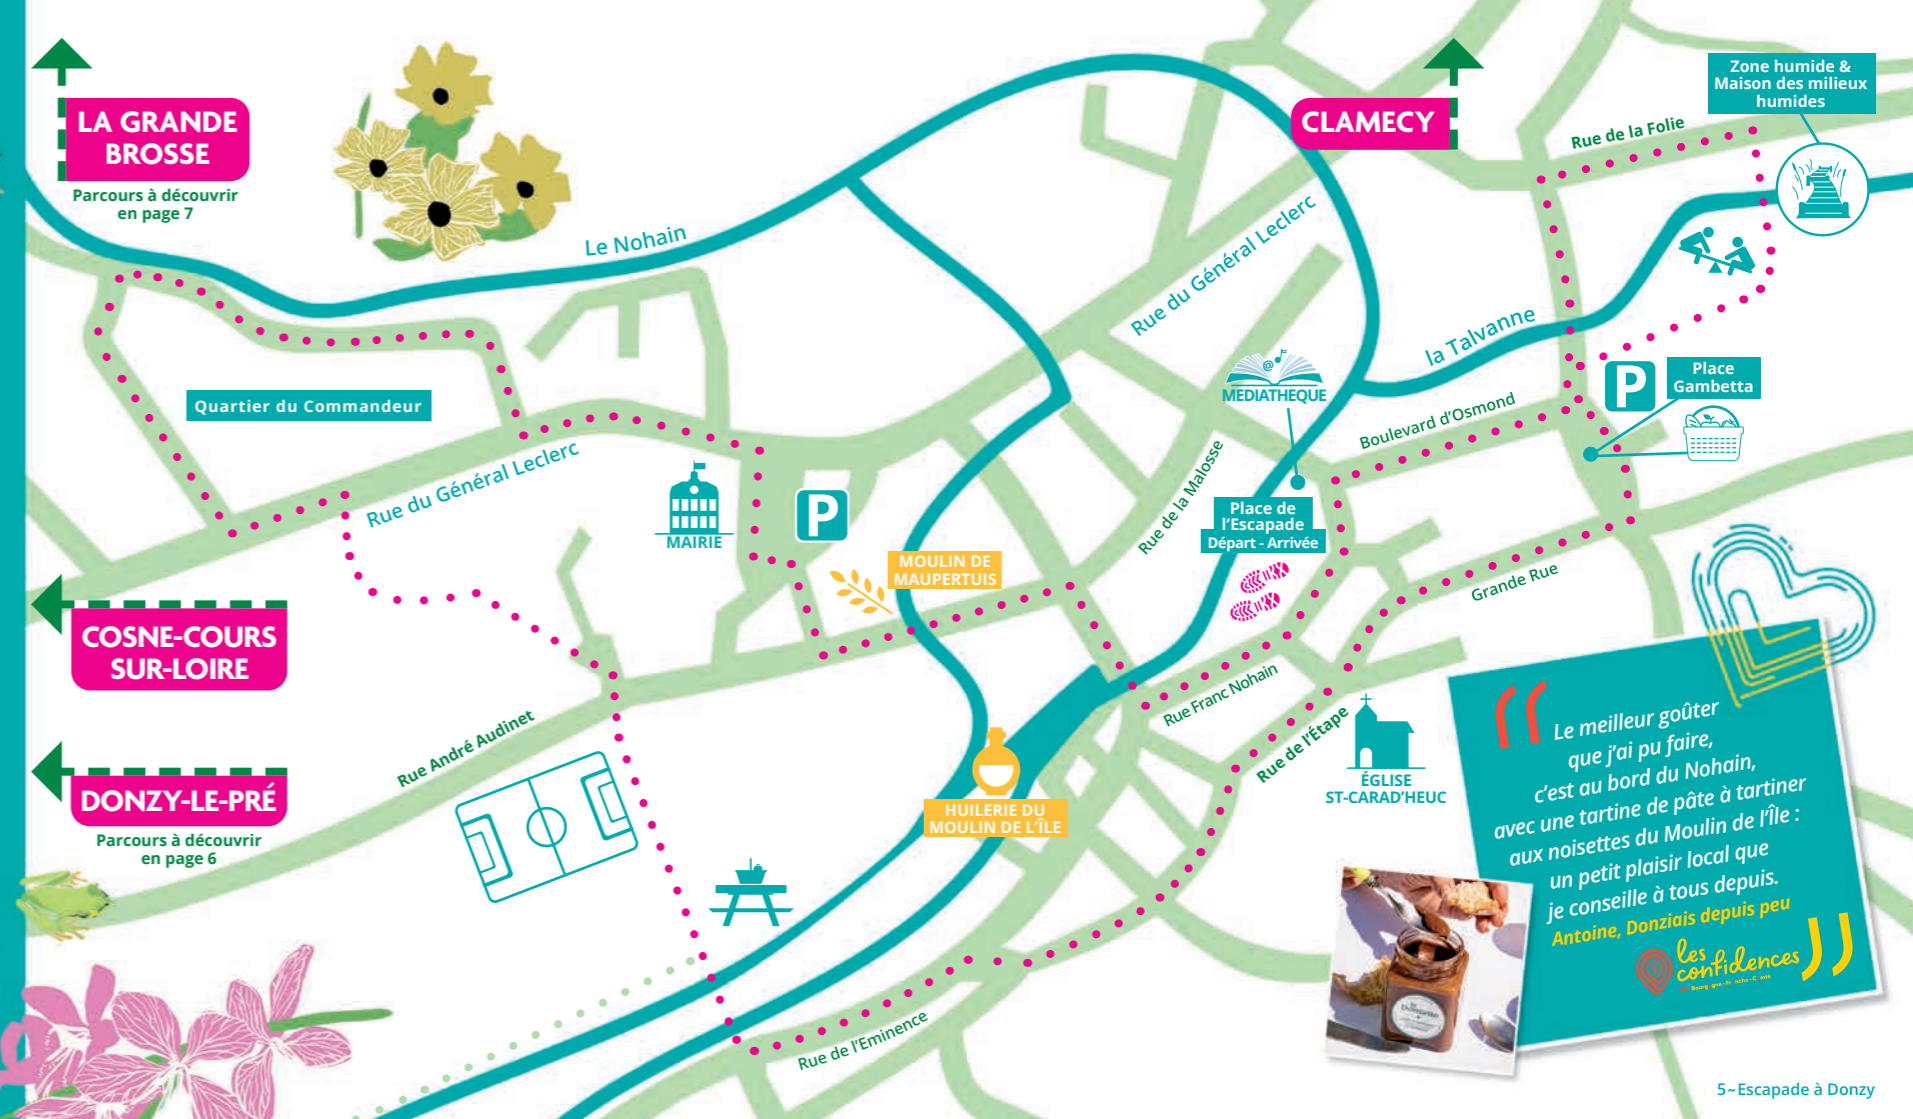 LA GRANDE
BROSSE
Parcours à découvrir
en page 7
CLAMECY
Zone humide &
Maison des milieux
humides
Rue de la Folie
Le Nohain
Rue du Général Leclerc
la Talvanne
MEDIATHEQUE
Place
Gambetta
P
Boulevard d'Osmond
Quartier du Commandeur
Rue du Général Leclerc
MAIRIE
P
Rue de la Malosse
Place de
l'Escapade
Départ - Arrivée
MOULIN DE
MAUPERTUIS
Grande Rue
COSNE-COURS
SUR-LOIRE
Rue Franc Nohain
Rue André Audinet
Rue de l'Étape
ÉGLISE
ST-CARAD'HEUC
DONZY-LE-PRÉ
Parcours à découvrir
en page 6
HUILERIE DU
MOULIN DE L'ÎLE
Rue de l'Eminence
Le meilleur goûter
que j'ai pu faire,
c'est au bord du Nohain,
avec une tartine de pâte à tartiner
aux noisettes du Moulin de l'Île :
un petit plaisir local que
je conseille à tous depuis.
Antoine, Donziais depuis peu
les
confidences
5~Escapade à Donzy